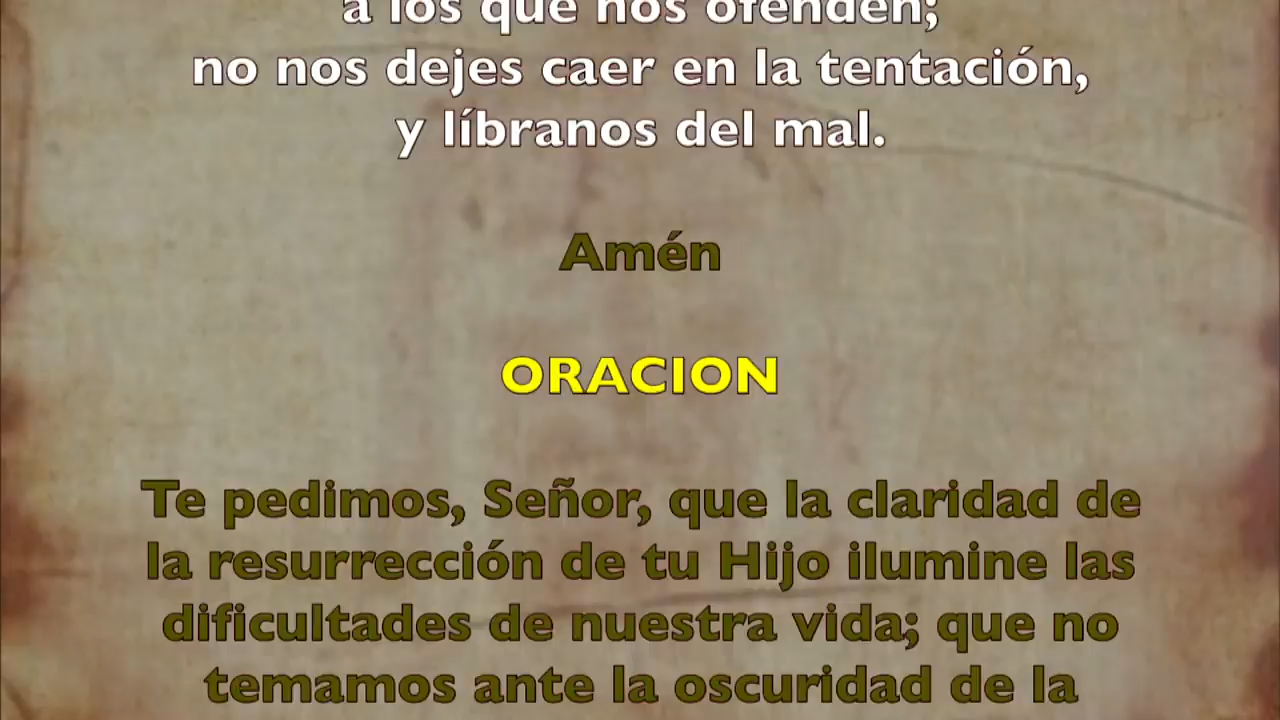 a los que nos ofenden;
no nos dejes caer en la tentación,
y líbranos del mal.
Amén
ORACION
Te pedimos, Señor, que la claridad de
la resurrección de tu Hijo ilumine las
dificultades de nuestra vida; que no
temamos ante la oscuridad de la